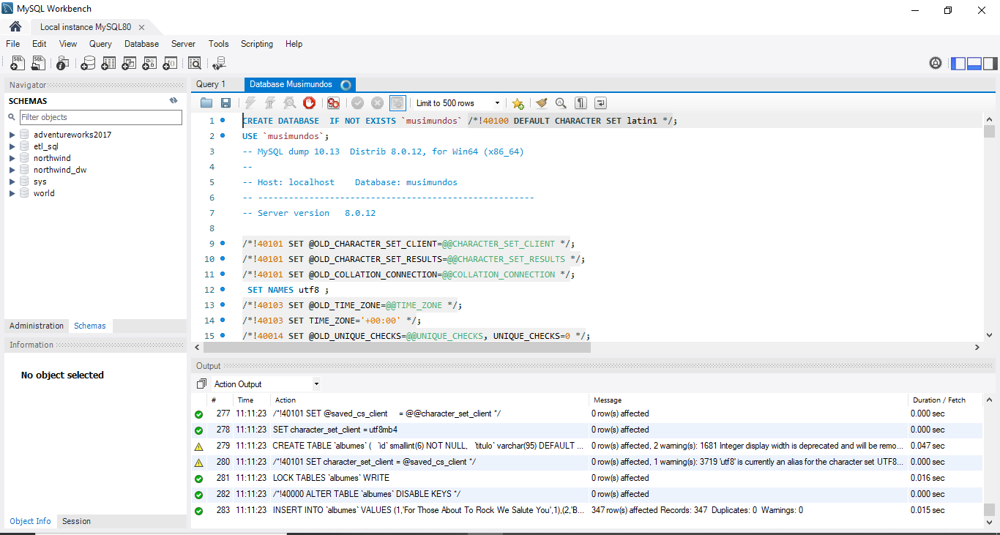 MySQL Workbench
Local instance MySQL80
File Edit View Query Database Server Tools Scripting Help
Navigator
SCHEMAS
Filter objects
adventureworks2017
etl_sql
northwind
northwind_dw
sys
world
Administration Schemas
Information
No object selected
Object Info Session
Query 1 Database Musimundos
Limit to 500 rows
1 CREATE DATABASE  IF NOT EXISTS `musimundos` /*!40100 DEFAULT CHARACTER SET latin1 */;
2 USE `musimundos`;
3 -- MySQL dump 10.13  Distrib 8.0.12, for Win64 (x86_64)
4 --
5 -- Host: localhost    Database: musimundos
6 -- ------------------------------------------------------
7 -- Server version   8.0.12
8
9 /*!40101 SET @OLD_CHARACTER_SET_CLIENT=@@CHARACTER_SET_CLIENT */;
10 /*!40101 SET @OLD_CHARACTER_SET_RESULTS=@@CHARACTER_SET_RESULTS */;
11 /*!40101 SET @OLD_COLLATION_CONNECTION=@@COLLATION_CONNECTION */;
12  SET NAMES utf8 ;
13 /*!40103 SET @OLD_TIME_ZONE=@@TIME_ZONE */;
14 /*!40103 SET TIME_ZONE='+00:00' */;
15 /*!40014 SET @OLD_UNIQUE_CHECKS=@@UNIQUE_CHECKS, UNIQUE_CHECKS=0 */;
Output
Action Output
# Time Action Message Duration / Fetch
277 11:11:23 /*!40101 SET @saved_cs_client     = @@character_set_client */ 0 row(s) affected 0.000 sec
278 11:11:23 SET character_set_client = utf8mb4 0 row(s) affected 0.000 sec
279 11:11:23 CREATE TABLE `albumes` (   `id` smallint(6) NOT NULL,   `titulo` varchar(95) DEFAULT ... 0 row(s) affected, 2 warning(s): 1681 Integer display width is deprecated and will be remo... 0.047 sec
280 11:11:23 /*!40101 SET character_set_client = @saved_cs_client */ 0 row(s) affected, 1 warning(s): 3719 'utf8' is currently an alias for the character set UTF8... 0.000 sec
281 11:11:23 LOCK TABLES `albumes` WRITE 0 row(s) affected 0.016 sec
282 11:11:23 /*!40000 ALTER TABLE `albumes` DISABLE KEYS */ 0 row(s) affected 0.000 sec
283 11:11:23 INSERT INTO `albumes` VALUES (1,'For Those About To Rock We Salute You',1),(2,'B... 347 row(s) affected Records: 347  Duplicates: 0  Warnings: 0 0.015 sec